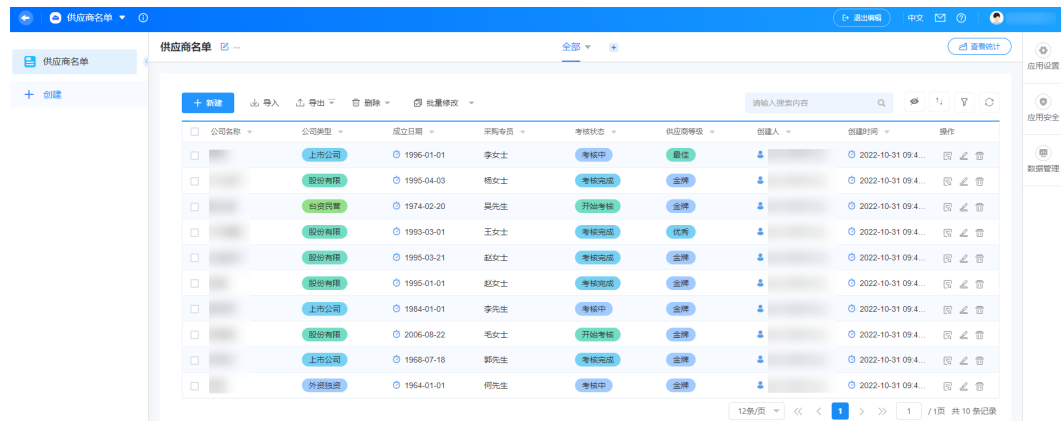 供应商名单
退出编辑 中文
供应商名单
创建
供应商名单
全部
查看统计
新建 导入 导出 删除 批量修改
请输入搜索内容
公司名称 公司类型 成立日期 采购专员 考核状态 供应商等级 创建人 创建时间 操作
上市公司 1996-01-01 李女士 考核中 最佳 2022-10-31 09:4...
股份有限 1995-04-03 杨女士 考核完成 金牌 2022-10-31 09:4...
台资民营 1974-02-20 吴先生 开始考核 金牌 2022-10-31 09:4...
股份有限 1993-03-01 王女士 考核完成 优秀 2022-10-31 09:4...
股份有限 1995-03-21 赵女士 考核完成 金牌 2022-10-31 09:4...
股份有限 1995-01-01 赵女士 考核完成 金牌 2022-10-31 09:4...
上市公司 1984-01-01 李先生 考核中 金牌 2022-10-31 09:4...
股份有限 2006-08-22 毛女士 开始考核 金牌 2022-10-31 09:4...
上市公司 1968-07-18 郭先生 考核完成 金牌 2022-10-31 09:4...
外资独资 1964-01-01 何先生 考核中 金牌 2022-10-31 09:4...
12条/页 1 1 /1页 共 10 条记录
应用设置
应用安全
数据管理